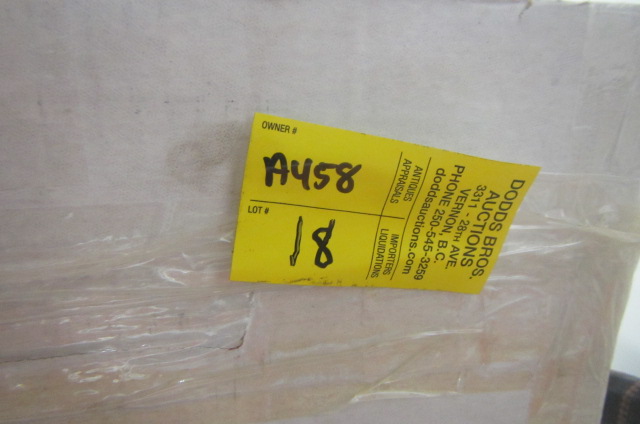 OWNER #
A458
LOT #
18
ANTIQUES
APPRAISALS
IMPORTERS
LIQUIDATIONS
DODDS BROS.
AUCTIONS
3311 - 28TH AVE.
VERNON, B.C.
PHONE 250-545-3259
doddsauctions.com